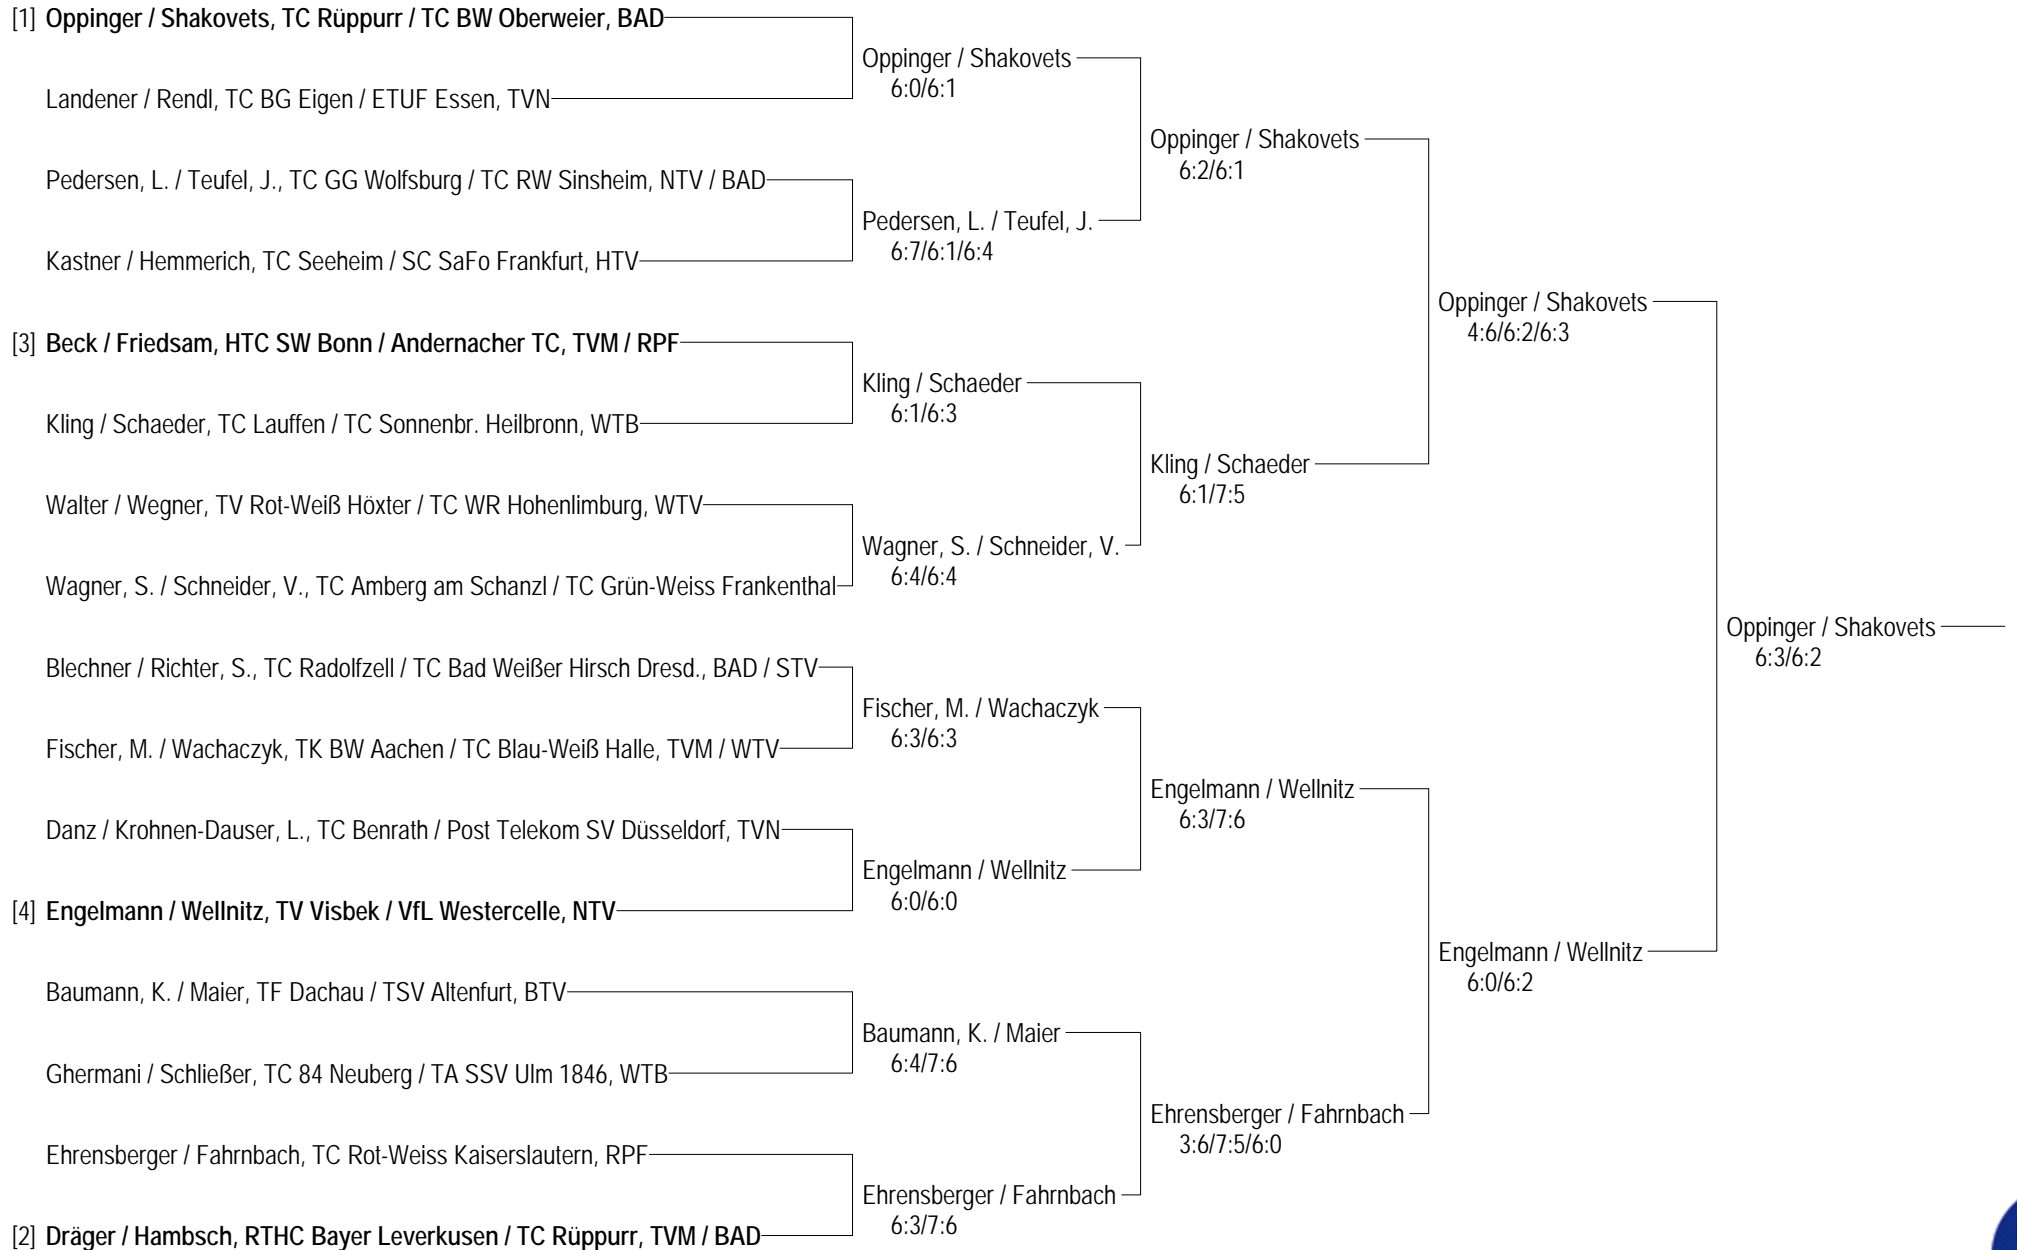 [1] Oppinger / Shakovets, TC Rüppurr / TC BW Oberweier, BAD
Landener / Rendl, TC BG Eigen / ETUF Essen, TVN
Pedersen, L. / Teufel, J., TC GG Wolfsburg / TC RW Sinsheim, NTV / BAD
Kastner / Hemmerich, TC Seeheim / SC SaFo Frankfurt, HTV
[3] Beck / Friedsam, HTC SW Bonn / Andernacher TC, TVM / RPF
Kling / Schaeder, TC Lauffen / TC Sonnenbr. Heilbronn, WTB
Walter / Wegner, TV Rot-Weiß Höxter / TC WR Hohenlimburg, WTV
Wagner, S. / Schneider, V., TC Amberg am Schanzl / TC Grün-Weiss Frankenthal
Blechner / Richter, S., TC Radolfzell / TC Bad Weißer Hirsch Dresd., BAD / STV
Fischer, M. / Wachaczyk, TK BW Aachen / TC Blau-Weiß Halle, TVM / WTV
Danz / Krohnen-Dauser, L., TC Benrath / Post Telekom SV Düsseldorf, TVN
[4] Engelmann / Wellnitz, TV Visbek / VfL Westercelle, NTV
Baumann, K. / Maier, TF Dachau / TSV Altenfurt, BTV
Ghermani / Schließer, TC 84 Neuberg / TA SSV Ulm 1846, WTB
Ehrensberger / Fahrnbach, TC Rot-Weiss Kaiserslautern, RPF
[2] Dräger / Hambsch, RTHC Bayer Leverkusen / TC Rüppurr, TVM / BAD
Oppinger / Shakovets
6:0/6:1
Pedersen, L. / Teufel, J.
6:7/6:1/6:4
Kling / Schaeder
6:1/6:3
Wagner, S. / Schneider, V.
6:4/6:4
Fischer, M. / Wachaczyk
6:3/6:3
Engelmann / Wellnitz
6:0/6:0
Baumann, K. / Maier
6:4/7:6
Ehrensberger / Fahrnbach
6:3/7:6
Oppinger / Shakovets
6:2/6:1
Kling / Schaeder
6:1/7:5
Engelmann / Wellnitz
6:3/7:6
Ehrensberger / Fahrnbach
3:6/7:5/6:0
Oppinger / Shakovets
4:6/6:2/6:3
Engelmann / Wellnitz
6:0/6:2
Oppinger / Shakovets
6:3/6:2